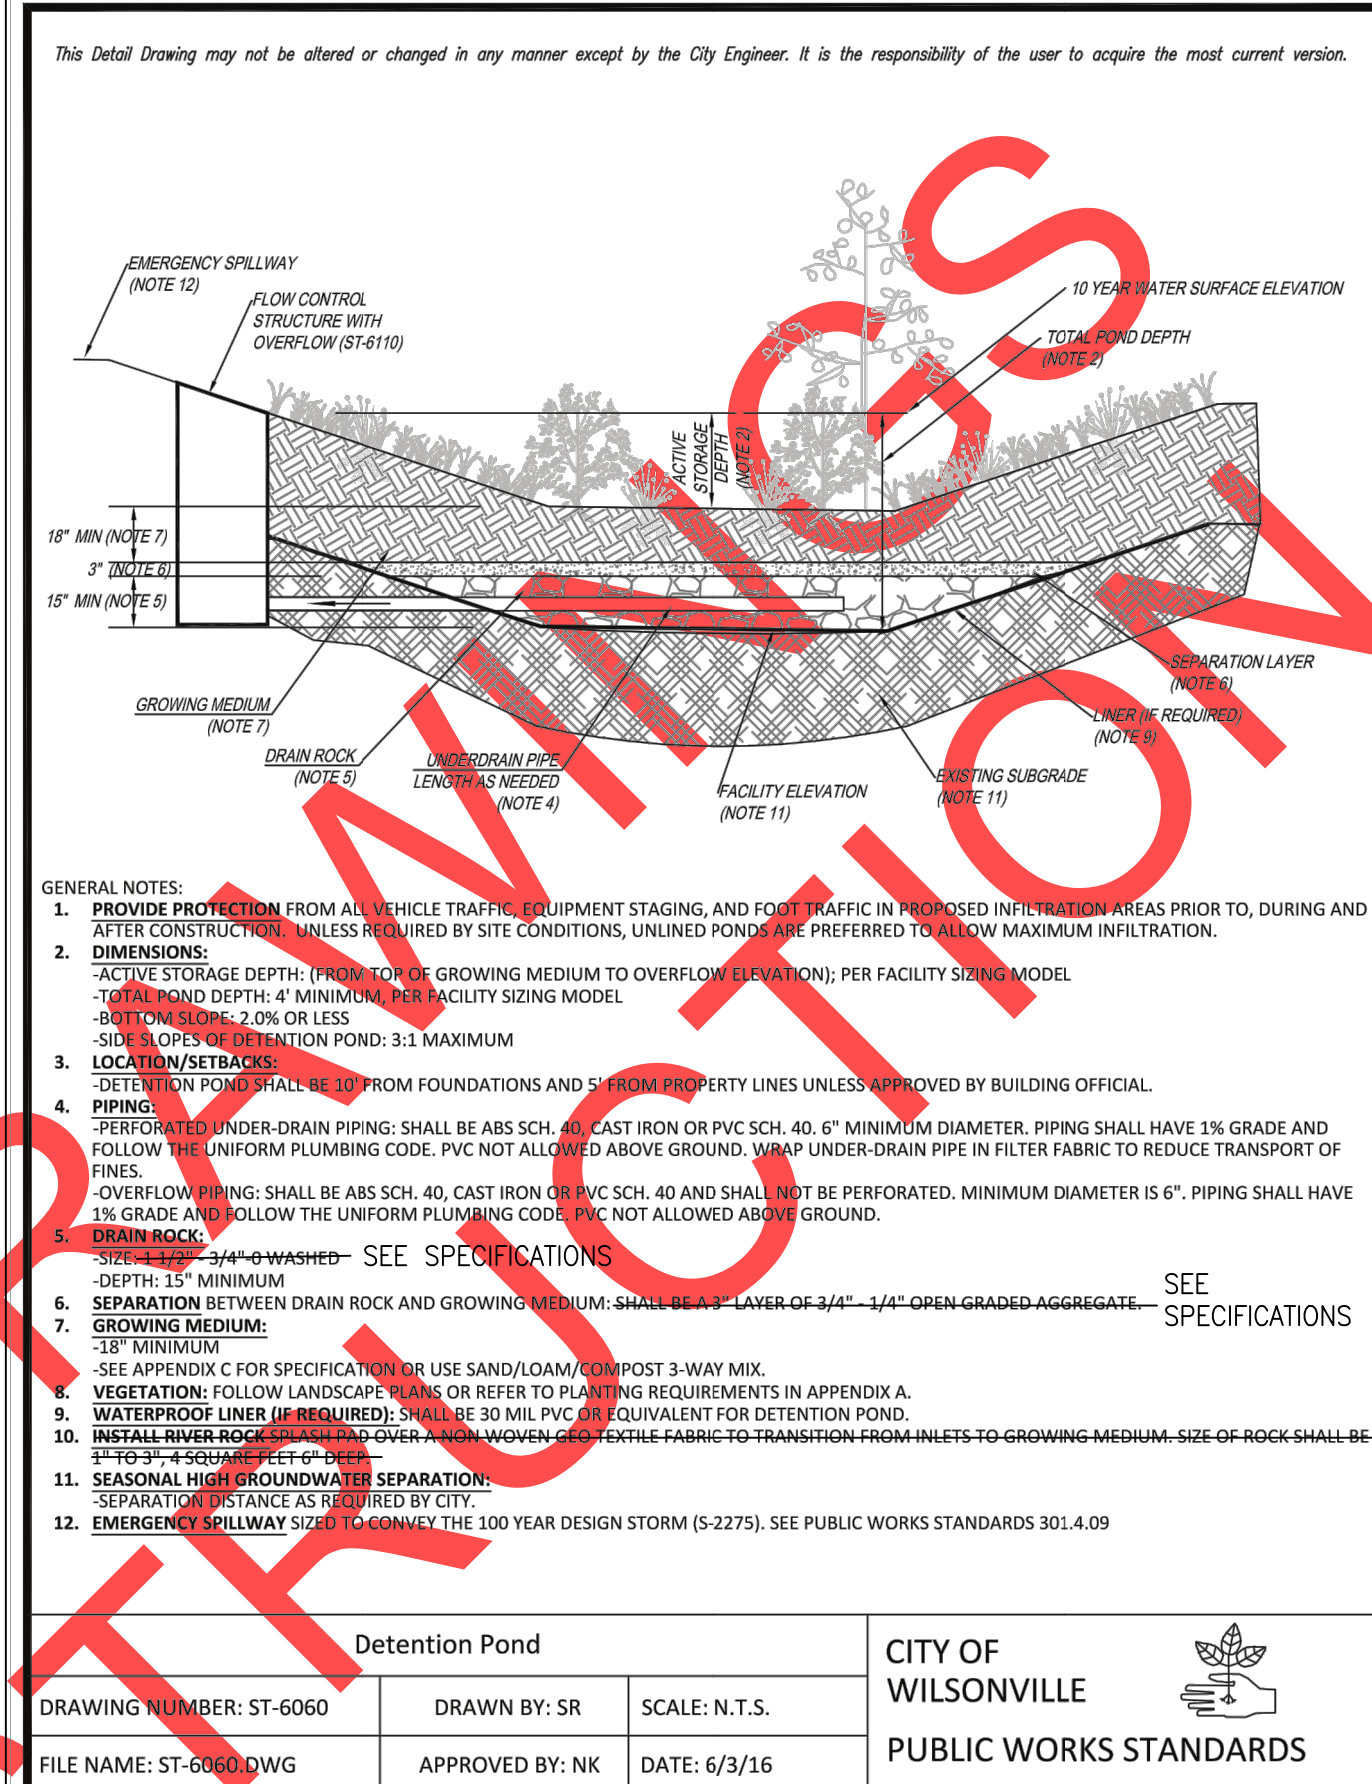 This Detail Drawing may not be altered or changed in any manner except by the City Engineer. It is the responsibility of the user to acquire the most current version.
EMERGENCY SPILLWAY
(NOTE 12)
FLOW CONTROL
STRUCTURE WITH
OVERFLOW (ST-6110)
10 YEAR WATER SURFACE ELEVATION
TOTAL POND DEPTH
(NOTE 2)
ACTIVE
STORAGE
DEPTH
(NOTE 2)
18" MIN (NOTE 7)
3" (NOTE 6)
15" MIN (NOTE 5)
GROWING MEDIUM
(NOTE 7)
DRAIN ROCK
(NOTE 5)
UNDERDRAIN PIPE
LENGTH AS NEEDED
(NOTE 4)
FACILITY ELEVATION
(NOTE 11)
EXISTING SUBGRADE
(NOTE 11)
LINER (IF REQUIRED)
(NOTE 9)
SEPARATION LAYER
(NOTE 6)
GENERAL NOTES:
1. PROVIDE PROTECTION FROM ALL VEHICLE TRAFFIC, EQUIPMENT STAGING, AND FOOT TRAFFIC IN PROPOSED INFILTRATION AREAS PRIOR TO, DURING AND
AFTER CONSTRUCTION. UNLESS REQUIRED BY SITE CONDITIONS, UNLINED PONDS ARE PREFERRED TO ALLOW MAXIMUM INFILTRATION.
2. DIMENSIONS:
-ACTIVE STORAGE DEPTH: (FROM TOP OF GROWING MEDIUM TO OVERFLOW ELEVATION); PER FACILITY SIZING MODEL
-TOTAL POND DEPTH: 4' MINIMUM, PER FACILITY SIZING MODEL
-BOTTOM SLOPE: 2.0% OR LESS
-SIDE SLOPES OF DETENTION POND: 3:1 MAXIMUM
3. LOCATION/SETBACKS:
-DETENTION POND SHALL BE 10' FROM FOUNDATIONS AND 5' FROM PROPERTY LINES UNLESS APPROVED BY BUILDING OFFICIAL.
4. PIPING:
-PERFORATED UNDER-DRAIN PIPING: SHALL BE ABS SCH. 40, CAST IRON OR PVC SCH. 40. 6" MINIMUM DIAMETER. PIPING SHALL HAVE 1% GRADE AND
FOLLOW THE UNIFORM PLUMBING CODE. PVC NOT ALLOWED ABOVE GROUND. WRAP UNDER-DRAIN PIPE IN FILTER FABRIC TO REDUCE TRANSPORT OF
FINES.
-OVERFLOW PIPING: SHALL BE ABS SCH. 40, CAST IRON OR PVC SCH. 40 AND SHALL NOT BE PERFORATED. MINIMUM DIAMETER IS 6". PIPING SHALL HAVE
1% GRADE AND FOLLOW THE UNIFORM PLUMBING CODE. PVC NOT ALLOWED ABOVE GROUND.
5. DRAIN ROCK:
-SIZE: 1 1/2" - 3/4"-0 WASHED SEE SPECIFICATIONS
-DEPTH: 15" MINIMUM
6. SEPARATION BETWEEN DRAIN ROCK AND GROWING MEDIUM: SHALL BE A 3" LAYER OF 3/4" - 1/4" OPEN GRADED AGGREGATE.
SEE
SPECIFICATIONS
7. GROWING MEDIUM:
-18" MINIMUM
-SEE APPENDIX C FOR SPECIFICATION OR USE SAND/LOAM/COMPOST 3-WAY MIX.
8. VEGETATION: FOLLOW LANDSCAPE PLANS OR REFER TO PLANTING REQUIREMENTS IN APPENDIX A.
9. WATERPROOF LINER (IF REQUIRED): SHALL BE 30 MIL PVC OR EQUIVALENT FOR DETENTION POND.
10. INSTALL RIVER ROCK SPLASH PAD OVER A NON WOVEN GEO TEXTILE FABRIC TO TRANSITION FROM INLETS TO GROWING MEDIUM. SIZE OF ROCK SHALL BE
1" TO 3", 4 SQUARE FEET 6" DEEP.
11. SEASONAL HIGH GROUNDWATER SEPARATION:
-SEPARATION DISTANCE AS REQUIRED BY CITY.
12. EMERGENCY SPILLWAY SIZED TO CONVEY THE 100 YEAR DESIGN STORM (S-2275). SEE PUBLIC WORKS STANDARDS 301.4.09
Detention Pond
DRAWING NUMBER: ST-6060
DRAWN BY: SR
SCALE: N.T.S.
FILE NAME: ST-6060.DWG
APPROVED BY: NK
DATE: 6/3/16
CITY OF
WILSONVILLE
PUBLIC WORKS STANDARDS
RAWINGS
TRUCTION